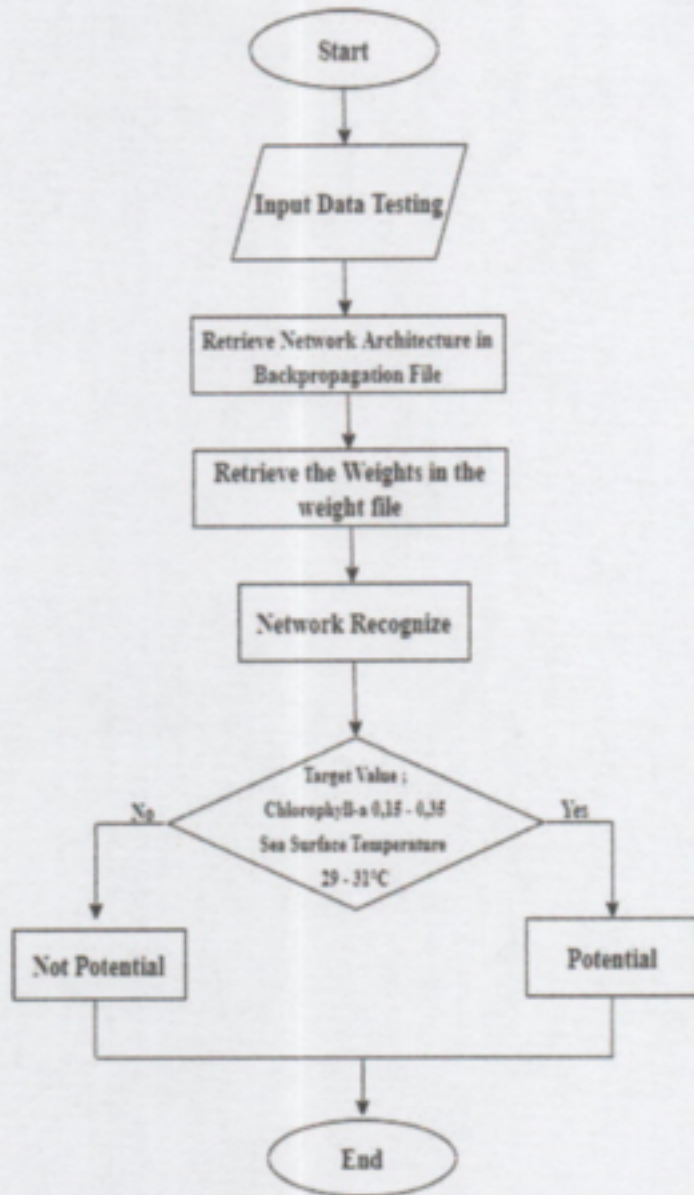 Start
Input Data Testing
Retrieve Network Architecture in
Backpropagation File
Retrieve the Weights in the
weight file
Network Recognize
Target Value ;
Chlorophyll-a 0,15 - 0,35
Sea Surface Temperature
29 - 31°C
No
Yes
Not Potential
Potential
End